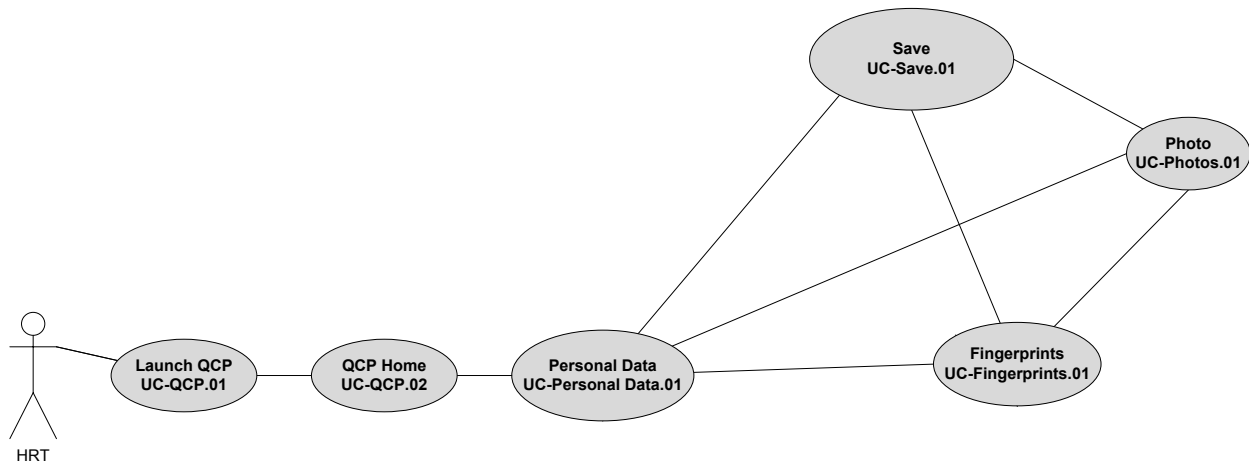 Save
UC-Save.01
Photo
UC-Photos.01
Launch QCP
UC-QCP.01
QCP Home
UC-QCP.02
Personal Data
UC-Personal Data.01
Fingerprints
UC-Fingerprints.01
HRT